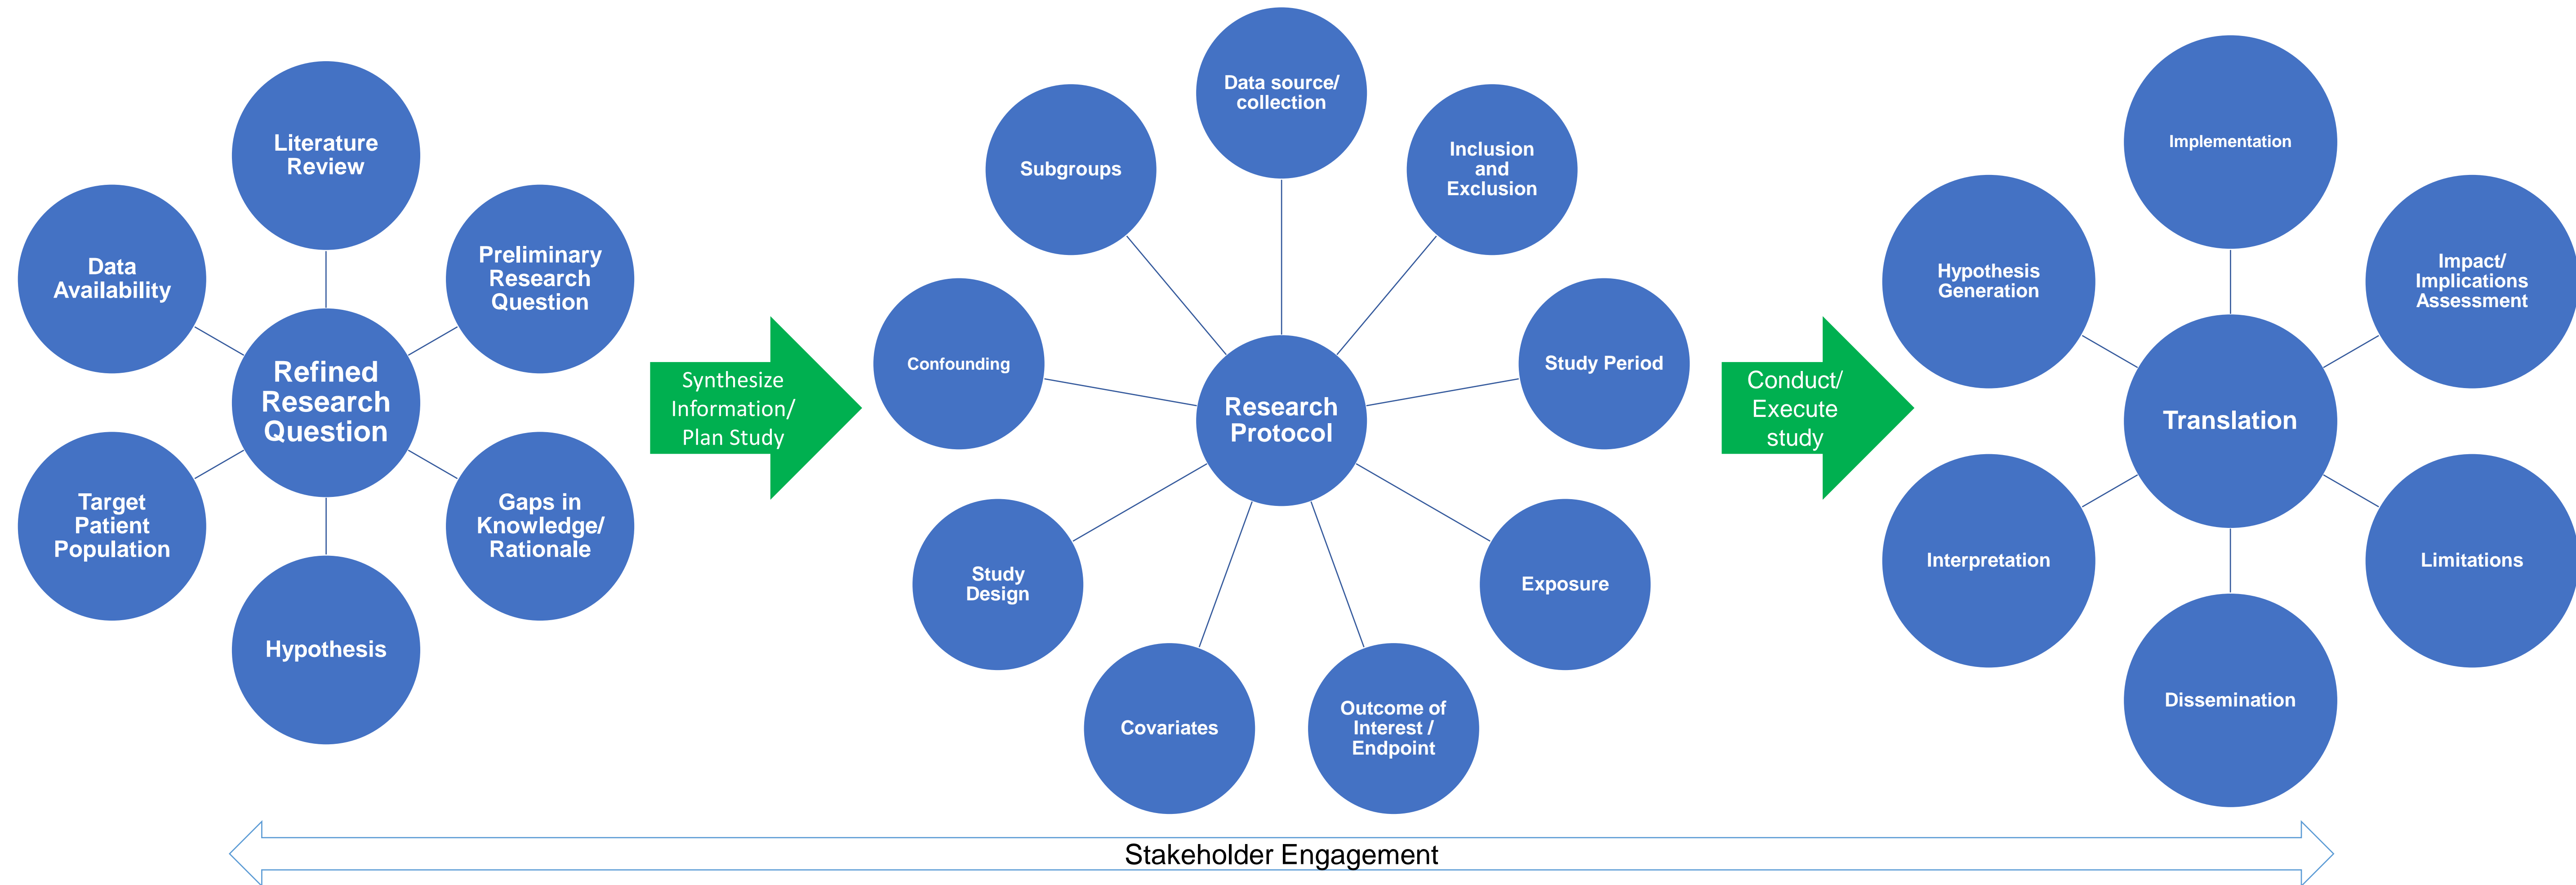 Literature
Review
Preliminary
Research
Question
Gaps in
Knowledge/
Rationale
Hypothesis
Target
Patient
Population
Data
Availability
Refined
Research
Question
Synthesize
Information/
Plan Study
Data source/
collection
Inclusion
and
Exclusion
Study Period
Exposure
Outcome of
Interest /
Endpoint
Covariates
Study
Design
Confounding
Subgroups
Research
Protocol
Conduct/
Execute
study
Implementation
Impact/
Implications
Assessment
Limitations
Dissemination
Interpretation
Hypothesis
Generation
Translation
Stakeholder Engagement